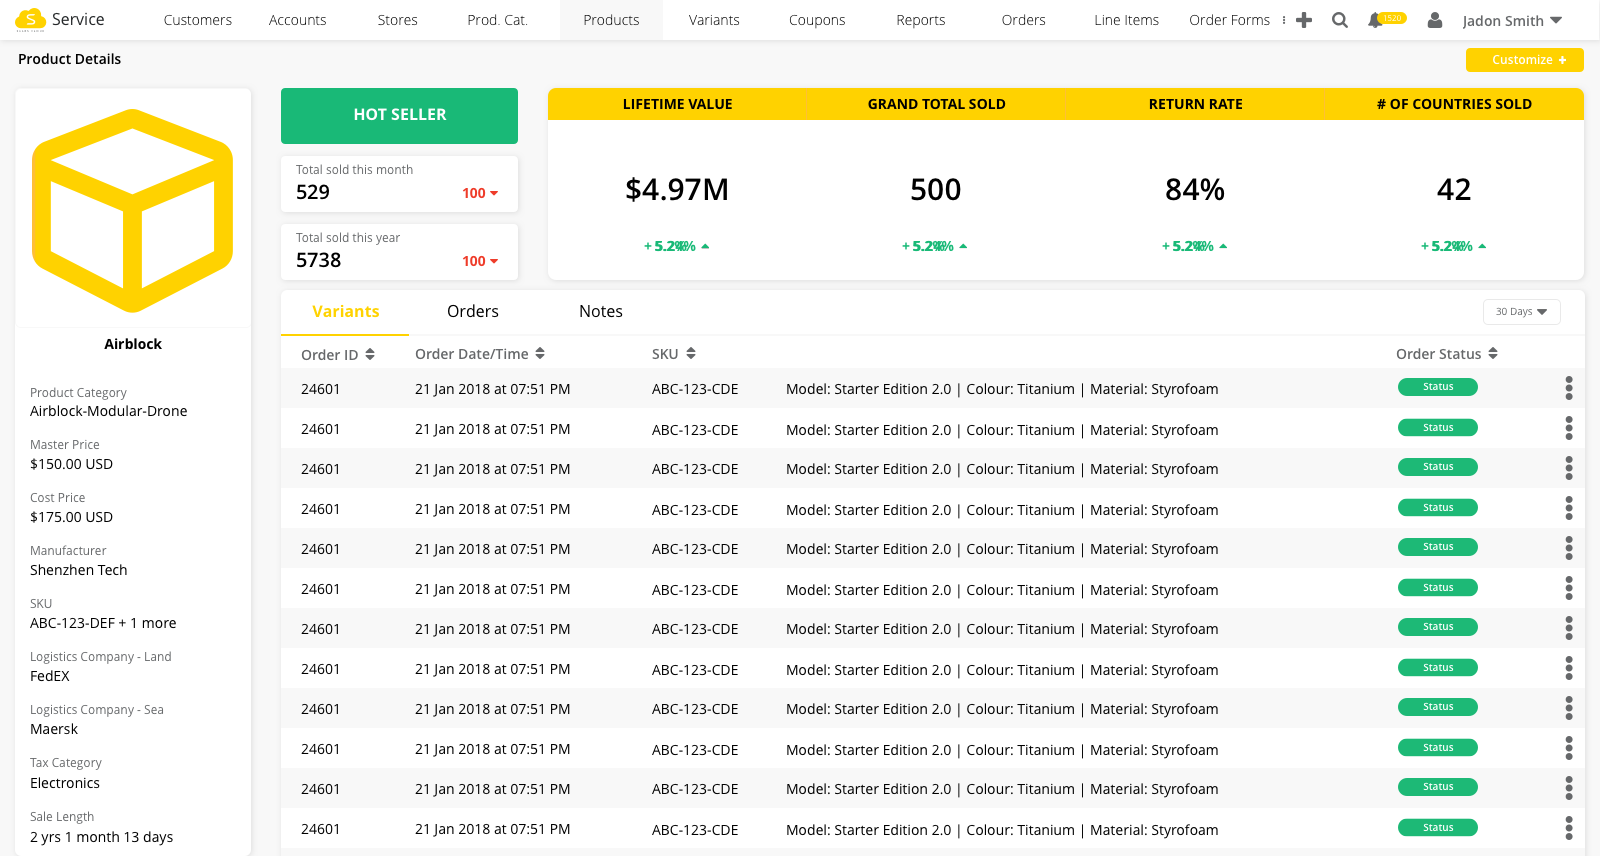 Service
Customers
Accounts
Stores
Prod. Cat.
Products
Variants
Coupons
Reports
Orders
Line Items
Order Forms
1520
Jadon Smith
Product Details
Customize +
Airblock
Product Category
Airblock-Modular-Drone
Master Price
$150.00 USD
Cost Price
$175.00 USD
Manufacturer
Shenzhen Tech
SKU
ABC-123-DEF + 1 more
Logistics Company - Land
FedEX
Logistics Company - Sea
Maersk
Tax Category
Electronics
Sale Length
2 yrs 1 month 13 days
HOT SELLER
Total sold this month
529 100
Total sold this year
5738 100
LIFETIME VALUE GRAND TOTAL SOLD RETURN RATE # OF COUNTRIES SOLD
$4.97M 500 84% 42
Variants Orders Notes
30 Days
Order ID Order Date/Time SKU Order Status
24601 21 Jan 2018 at 07:51 PM ABC-123-CDE Model: Starter Edition 2.0 | Colour: Titanium | Material: Styrofoam Status
24601 21 Jan 2018 at 07:51 PM ABC-123-CDE Model: Starter Edition 2.0 | Colour: Titanium | Material: Styrofoam Status
24601 21 Jan 2018 at 07:51 PM ABC-123-CDE Model: Starter Edition 2.0 | Colour: Titanium | Material: Styrofoam Status
24601 21 Jan 2018 at 07:51 PM ABC-123-CDE Model: Starter Edition 2.0 | Colour: Titanium | Material: Styrofoam Status
24601 21 Jan 2018 at 07:51 PM ABC-123-CDE Model: Starter Edition 2.0 | Colour: Titanium | Material: Styrofoam Status
24601 21 Jan 2018 at 07:51 PM ABC-123-CDE Model: Starter Edition 2.0 | Colour: Titanium | Material: Styrofoam Status
24601 21 Jan 2018 at 07:51 PM ABC-123-CDE Model: Starter Edition 2.0 | Colour: Titanium | Material: Styrofoam Status
24601 21 Jan 2018 at 07:51 PM ABC-123-CDE Model: Starter Edition 2.0 | Colour: Titanium | Material: Styrofoam Status
24601 21 Jan 2018 at 07:51 PM ABC-123-CDE Model: Starter Edition 2.0 | Colour: Titanium | Material: Styrofoam Status
24601 21 Jan 2018 at 07:51 PM ABC-123-CDE Model: Starter Edition 2.0 | Colour: Titanium | Material: Styrofoam Status
24601 21 Jan 2018 at 07:51 PM ABC-123-CDE Model: Starter Edition 2.0 | Colour: Titanium | Material: Styrofoam Status
24601 21 Jan 2018 at 07:51 PM ABC-123-CDE Model: Starter Edition 2.0 | Colour: Titanium | Material: Styrofoam Status